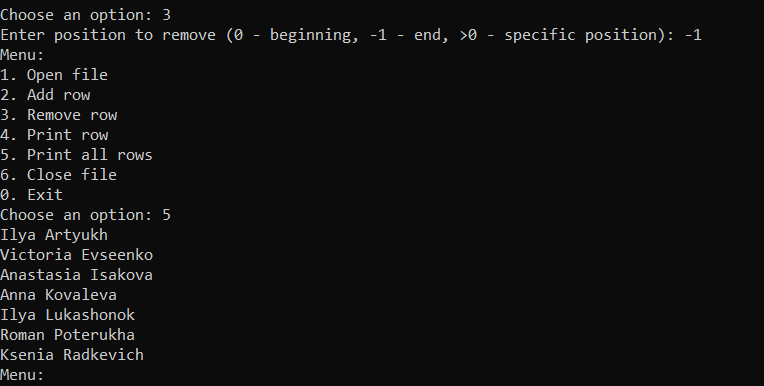 Choose an option: 3
Enter position to remove (0 - beginning, -1 - end, >0 - specific position): -1
Menu:
1. Open file
2. Add row
3. Remove row
4. Print row
5. Print all rows
6. Close file
0. Exit
Choose an option: 5
Ilya Artyukh
Victoria Evseenko
Anastasia Isakova
Anna Kovaleva
Ilya Lukashonok
Roman Poterukha
Ksenia Radkevich
Menu: